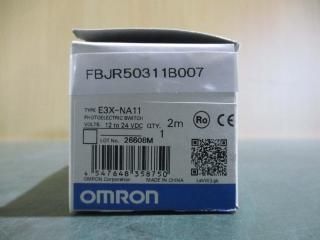 FBJR50311B007
TYPE E3X-NA11
PHOTOELECTRIC SWITCH
VOLTS. 12 to 24 VDC QTY. 2m
1
LOT No. 26608M
4 547648 358750
OMRON Corporation MADE IN CHINA
OMRON